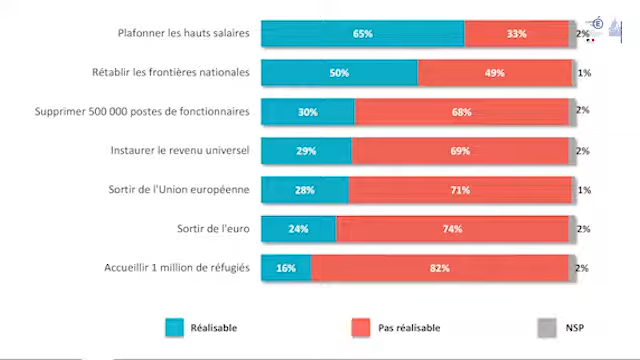 Plafonner les hauts salaires 65% 33% 2%
Rétablir les frontières nationales 50% 49% 1%
Supprimer 500 000 postes de fonctionnaires 30% 68% 2%
Instaurer le revenu universel 29% 69% 2%
Sortir de l'Union européenne 28% 71% 1%
Sortir de l'euro 24% 74% 2%
Accueillir 1 million de réfugiés 16% 82% 2%
Réalisable Pas réalisable NSP